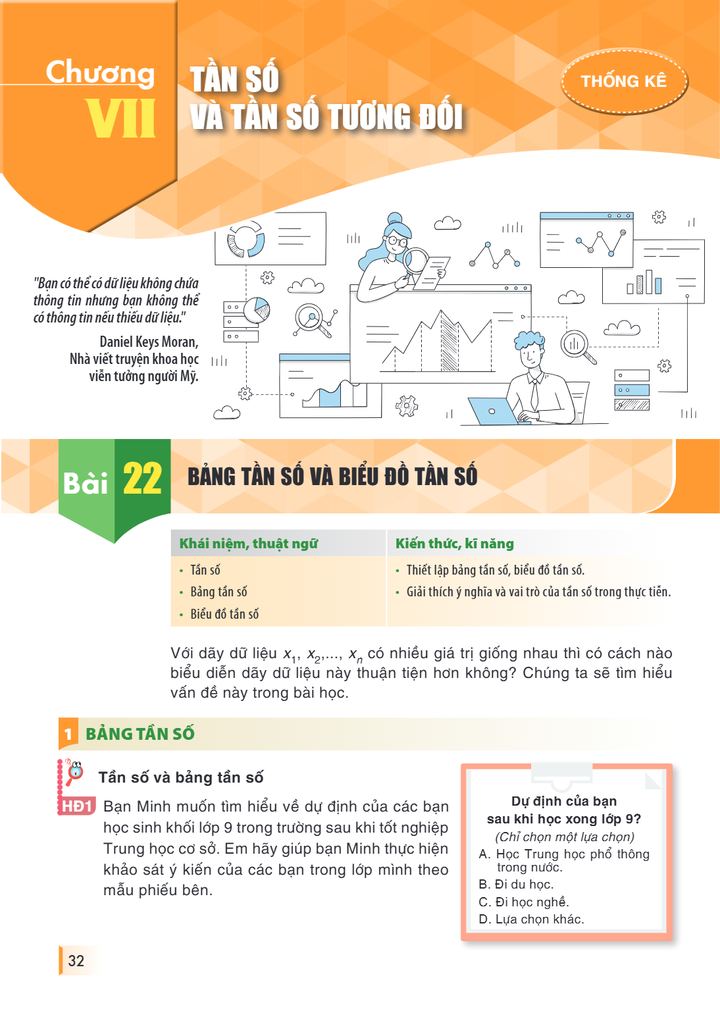 Chương
VII
TẦN SỐ
VÀ TẦN SỐ TƯƠNG ĐỐI
THỐNG KÊ
"Bạn có thể có dữ liệu không chứa
thông tin nhưng bạn không thể
có thông tin nếu thiếu dữ liệu."
Daniel Keys Moran,
Nhà viết truyện khoa học
viễn tưởng người Mỹ.
Bài 22
BẢNG TẦN SỐ VÀ BIỂU ĐỒ TẦN SỐ
Khái niệm, thuật ngữ
• Tần số
• Bảng tần số
• Biểu đồ tần số
Kiến thức, kĩ năng
• Thiết lập bảng tần số, biểu đồ tần số.
• Giải thích ý nghĩa và vai trò của tần số trong thực tiễn.
Với dãy dữ liệu x₁, x₂,..., xₙ có nhiều giá trị giống nhau thì có cách nào
biểu diễn dãy dữ liệu này thuận tiện hơn không? Chúng ta sẽ tìm hiểu
vấn đề này trong bài học.
1 BẢNG TẦN SỐ
Tần số và bảng tần số
HĐ1 Bạn Minh muốn tìm hiểu về dự định của các bạn
học sinh khối lớp 9 trong trường sau khi tốt nghiệp
Trung học cơ sở. Em hãy giúp bạn Minh thực hiện
khảo sát ý kiến của các bạn trong lớp mình theo
mẫu phiếu bên.
Dự định của bạn
sau khi học xong lớp 9?
(Chỉ chọn một lựa chọn)
A. Học Trung học phổ thông
trong nước.
B. Đi du học.
C. Đi học nghề.
D. Lựa chọn khác.
32